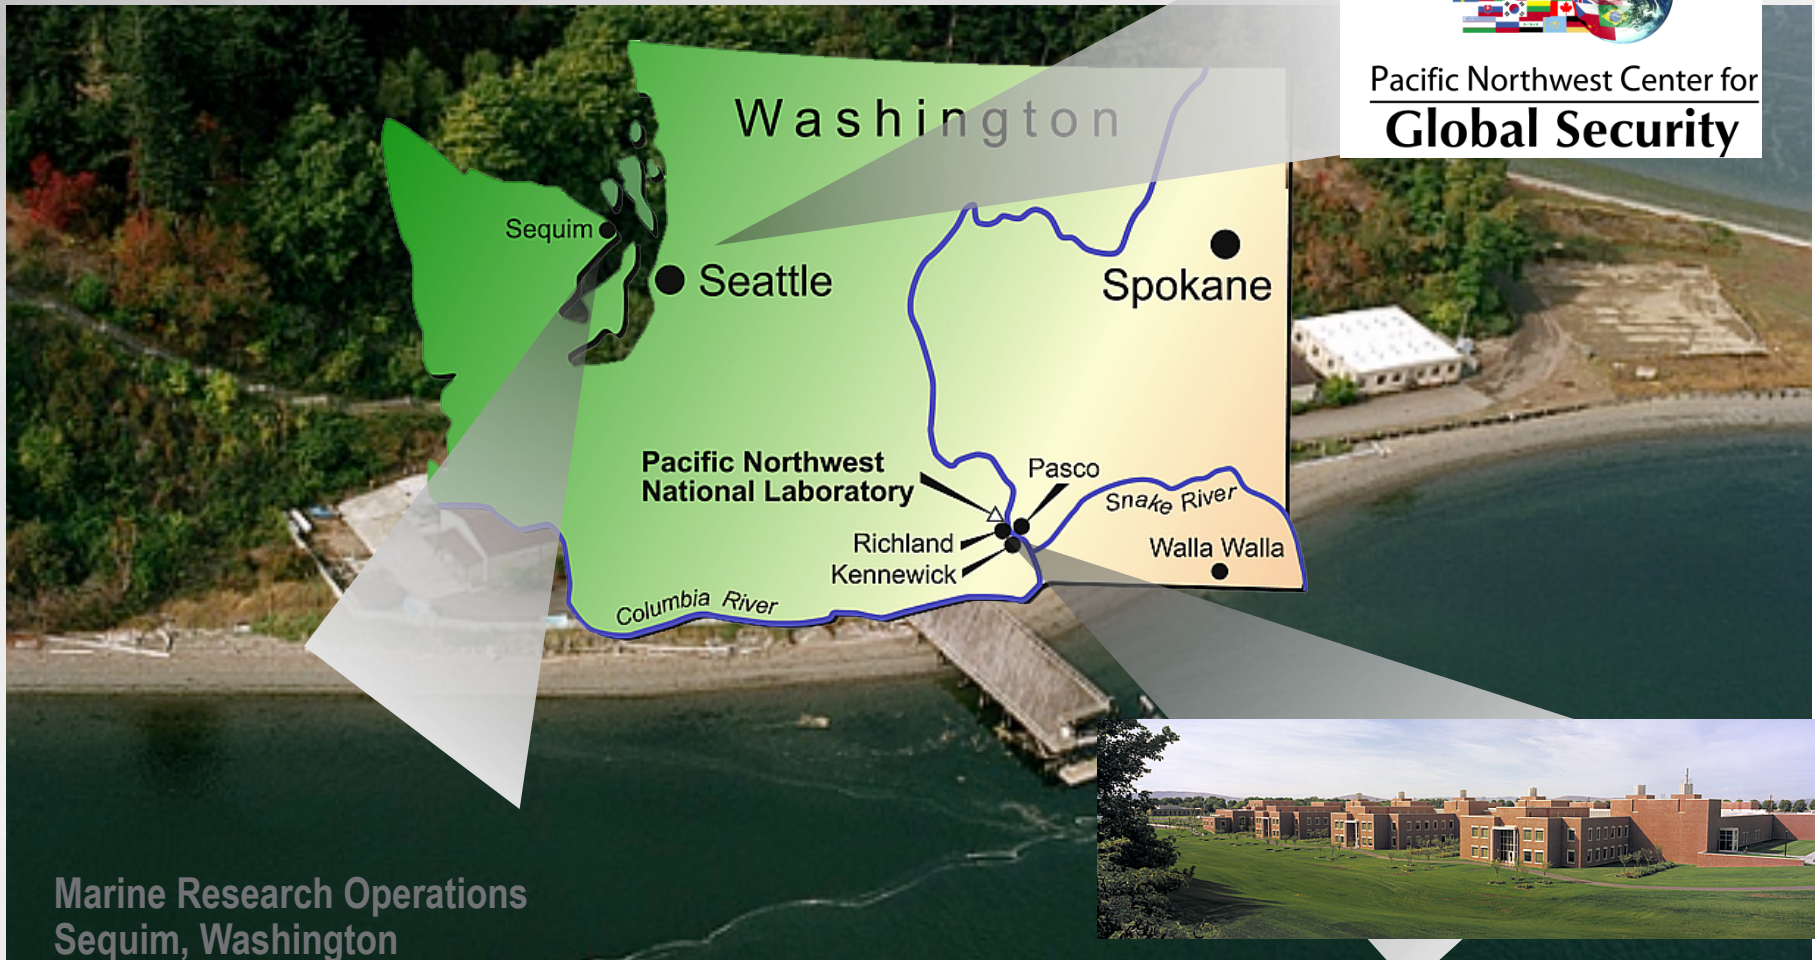 Pacific Northwest Center for
Global Security
Washington
Sequim
Seattle
Spokane
Pacific Northwest
National Laboratory
Pasco
Snake River
Richland
Walla Walla
Kennewick
Columbia River
Marine Research Operations
Sequim, Washington